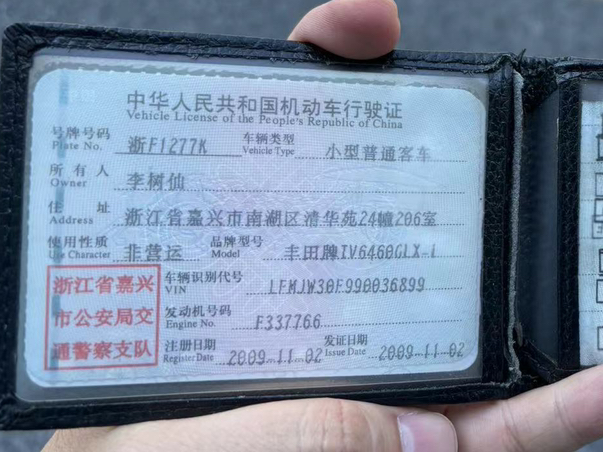 中华人民共和国机动车行驶证
Vehicle License of the People's Republic of China
号牌号码 Plate No. 浙F1277K 车辆类型 Vehicle Type 小型普通客车
所有人 Owner 李树仙
住址 Address 浙江省嘉兴市南湖区清华苑24幢206室
使用性质 Use Character 非营运 品牌型号 Model 丰田牌TV6460GLX-i
浙江省嘉兴
市公安局交
通警察支队
车辆识别代号 VIN LFMJW30F990036899
发动机号码 Engine No. F337766
注册日期 Register Date 2009-11-02 发证日期 Issue Date 2009-11-02